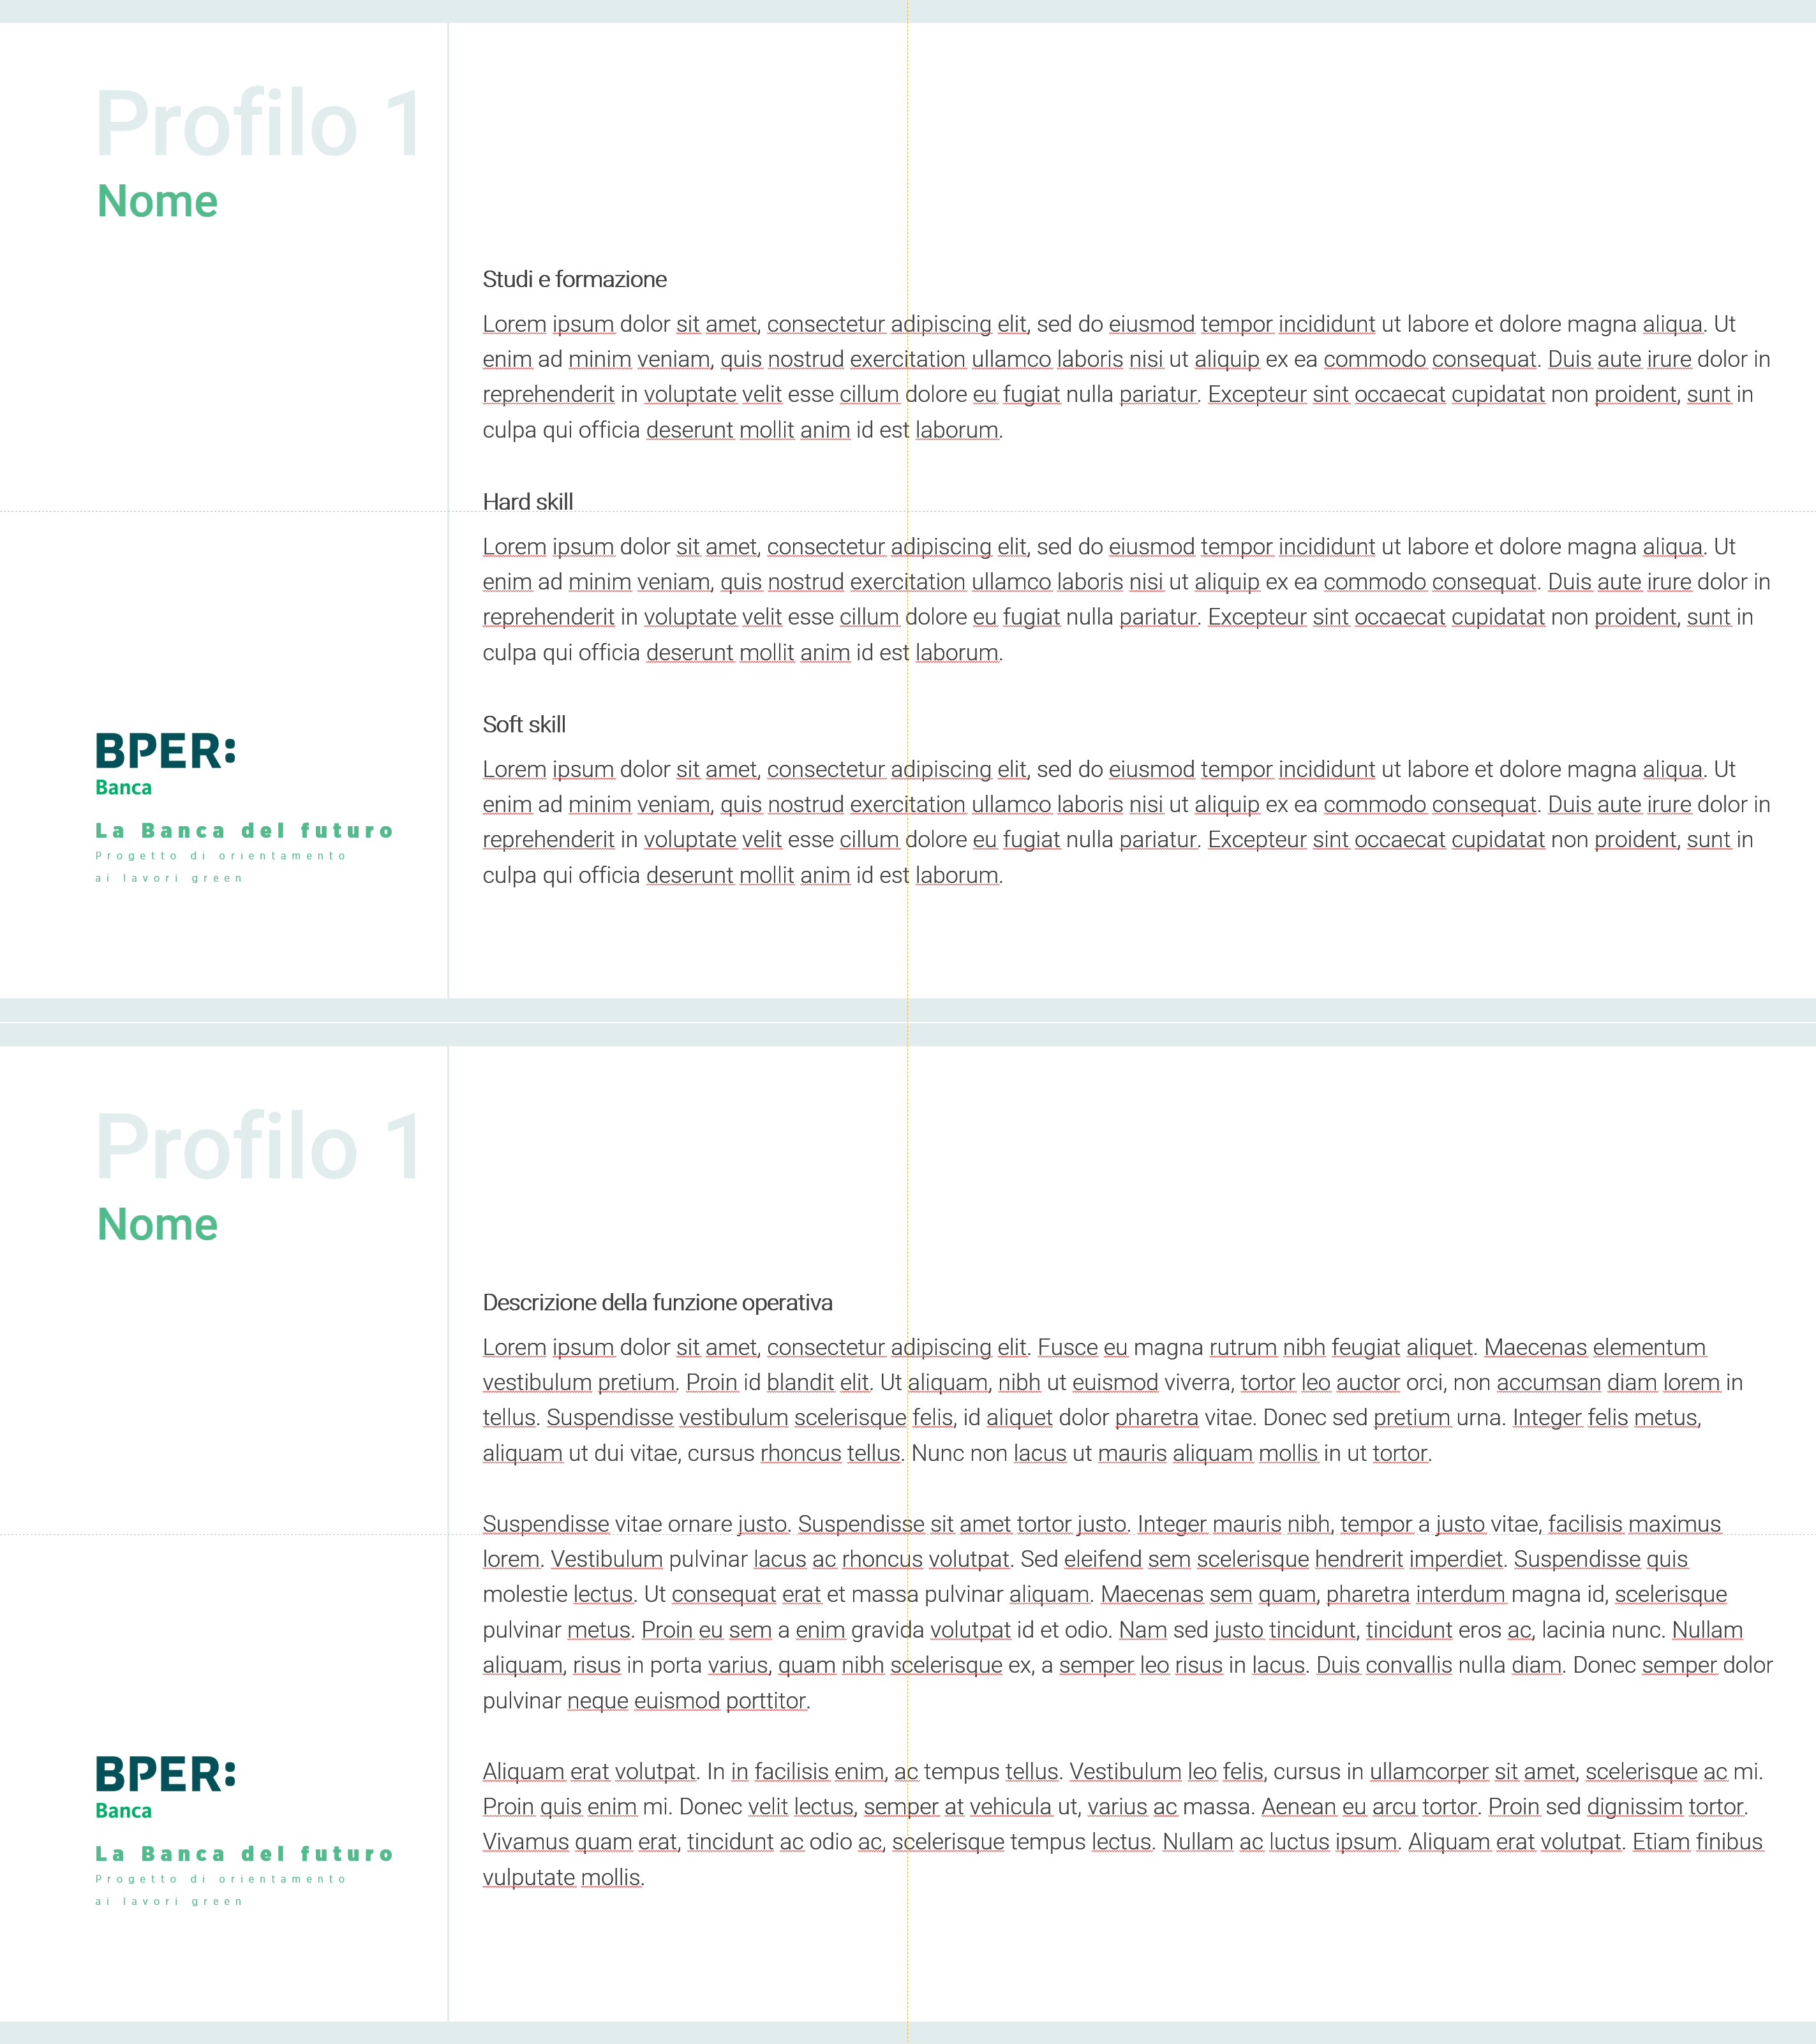 Profilo 1
Nome
Studi e formazione
Lorem ipsum dolor sit amet, consectetur adipiscing elit, sed do eiusmod tempor incididunt ut labore et dolore magna aliqua. Ut
enim ad minim veniam, quis nostrud exercitation ullamco laboris nisi ut aliquip ex ea commodo consequat. Duis aute irure dolor in
reprehenderit in voluptate velit esse cillum dolore eu fugiat nulla pariatur. Excepteur sint occaecat cupidatat non proident, sunt in
culpa qui officia deserunt mollit anim id est laborum.
Hard skill
Lorem ipsum dolor sit amet, consectetur adipiscing elit, sed do eiusmod tempor incididunt ut labore et dolore magna aliqua. Ut
enim ad minim veniam, quis nostrud exercitation ullamco laboris nisi ut aliquip ex ea commodo consequat. Duis aute irure dolor in
reprehenderit in voluptate velit esse cillum dolore eu fugiat nulla pariatur. Excepteur sint occaecat cupidatat non proident, sunt in
culpa qui officia deserunt mollit anim id est laborum.
Soft skill
Lorem ipsum dolor sit amet, consectetur adipiscing elit, sed do eiusmod tempor incididunt ut labore et dolore magna aliqua. Ut
enim ad minim veniam, quis nostrud exercitation ullamco laboris nisi ut aliquip ex ea commodo consequat. Duis aute irure dolor in
reprehenderit in voluptate velit esse cillum dolore eu fugiat nulla pariatur. Excepteur sint occaecat cupidatat non proident, sunt in
culpa qui officia deserunt mollit anim id est laborum.
BPER:
Banca
La Banca del futuro
Progetto di orientamento
ai lavori green
Profilo 1
Nome
Descrizione della funzione operativa
Lorem ipsum dolor sit amet, consectetur adipiscing elit. Fusce eu magna rutrum nibh feugiat aliquet. Maecenas elementum
vestibulum pretium. Proin id blandit elit. Ut aliquam, nibh ut euismod viverra, tortor leo auctor orci, non accumsan diam lorem in
tellus. Suspendisse vestibulum scelerisque felis, id aliquet dolor pharetra vitae. Donec sed pretium urna. Integer felis metus,
aliquam ut dui vitae, cursus rhoncus tellus. Nunc non lacus ut mauris aliquam mollis in ut tortor.
Suspendisse vitae ornare justo. Suspendisse sit amet tortor justo. Integer mauris nibh, tempor a justo vitae, facilisis maximus
lorem. Vestibulum pulvinar lacus ac rhoncus volutpat. Sed eleifend sem scelerisque hendrerit imperdiet. Suspendisse quis
molestie lectus. Ut consequat erat et massa pulvinar aliquam. Maecenas sem quam, pharetra interdum magna id, scelerisque
pulvinar metus. Proin eu sem a enim gravida volutpat id et odio. Nam sed justo tincidunt, tincidunt eros ac, lacinia nunc. Nullam
aliquam, risus in porta varius, quam nibh scelerisque ex, a semper leo risus in lacus. Duis convallis nulla diam. Donec semper dolor
pulvinar neque euismod porttitor.
Aliquam erat volutpat. In in facilisis enim, ac tempus tellus. Vestibulum leo felis, cursus in ullamcorper sit amet, scelerisque ac mi.
Proin quis enim mi. Donec velit lectus, semper at vehicula ut, varius ac massa. Aenean eu arcu tortor. Proin sed dignissim tortor.
Vivamus quam erat, tincidunt ac odio ac, scelerisque tempus lectus. Nullam ac luctus ipsum. Aliquam erat volutpat. Etiam finibus
vulputate mollis.
BPER:
Banca
La Banca del futuro
Progetto di orientamento
ai lavori green